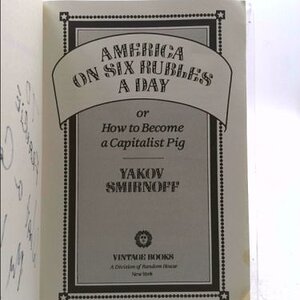 AMERICA
ON SIX RUBLES
A DAY
or
How to Become
a Capitalist Pig
YAKOV
SMIRNOFF
VINTAGE BOOKS
A Division of Random House
New York